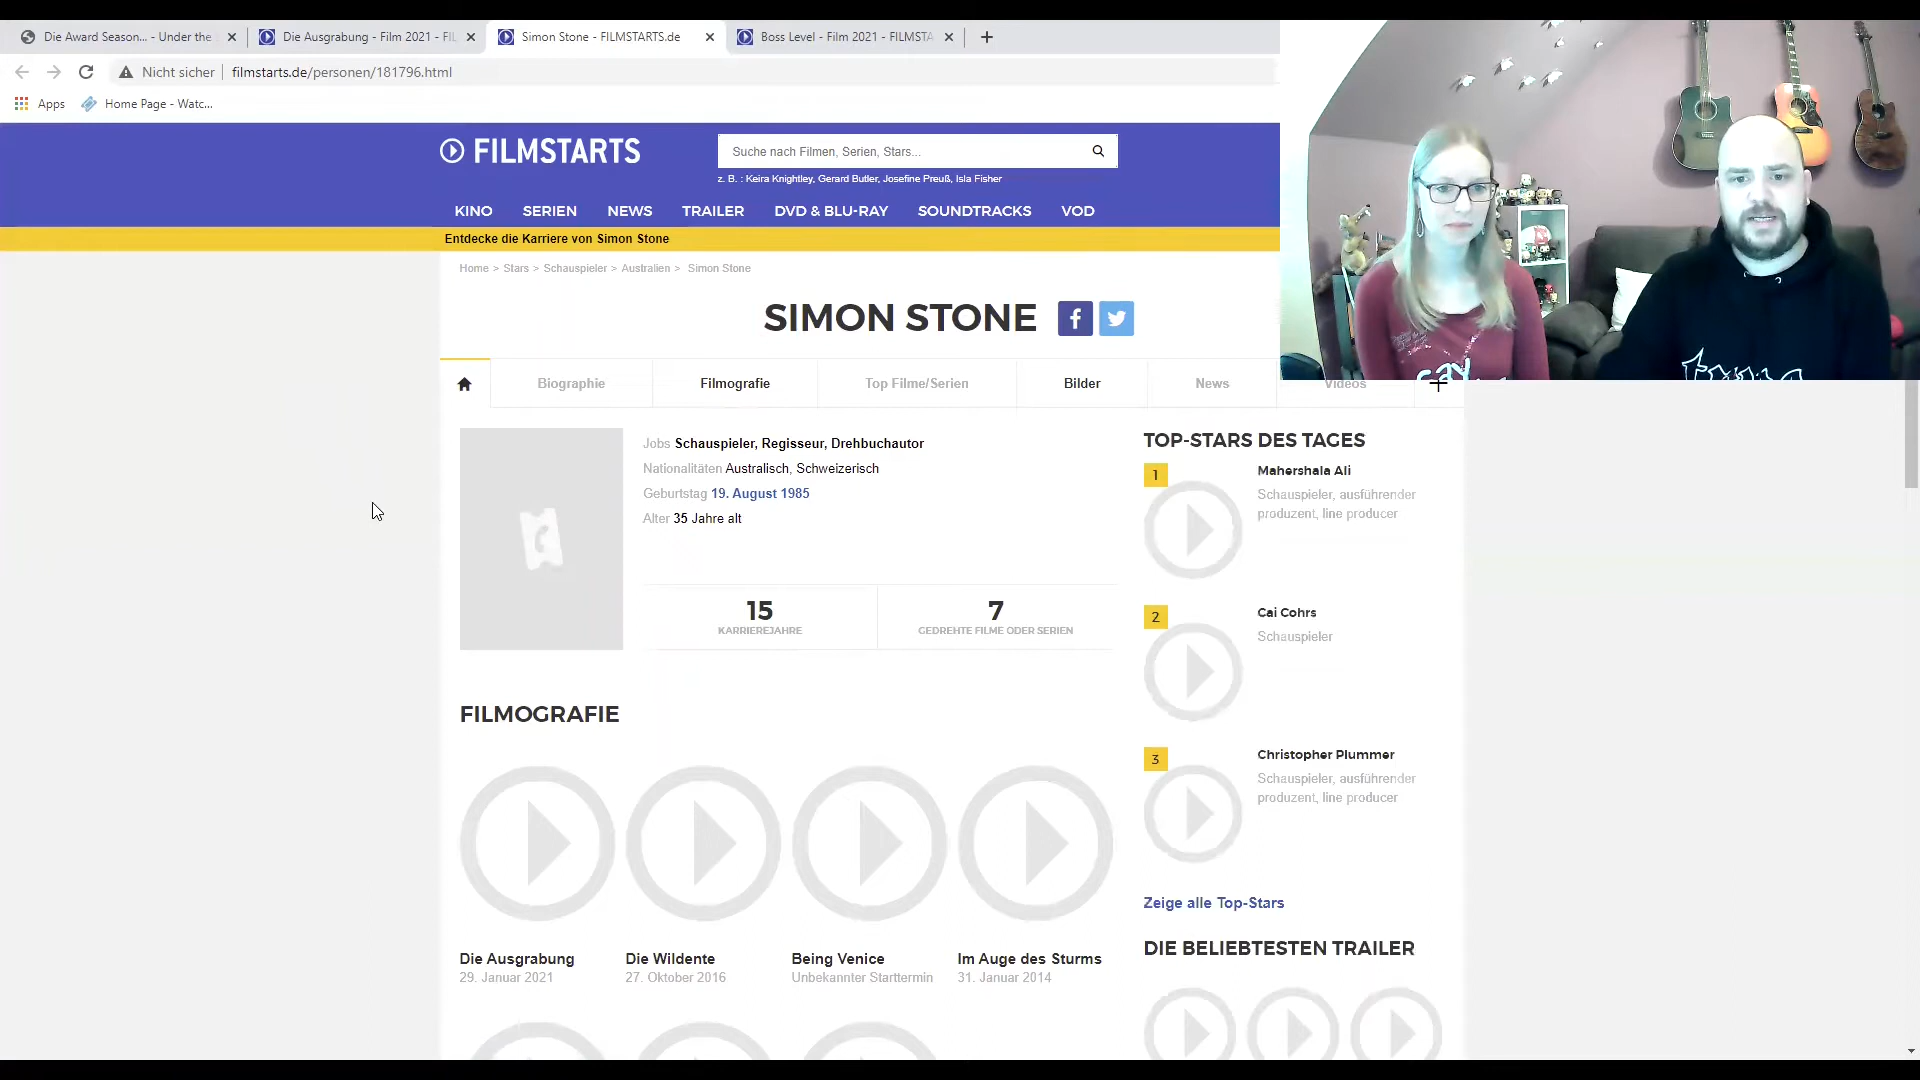 Die Award Season... - Under the
Die Ausgrabung - Film 2021 - FIL
Simon Stone - FILMSTARTS.de
Boss Level - Film 2021 - FILMSTA
Nicht sicher
filmstarts.de/personen/181796.html
Apps
Home Page - Watc...
FILMSTARTS
Suche nach Filmen, Serien, Stars...
z. B. : Keira Knightley, Gerard Butler, Josefine Preuß, Isla Fisher
KINO SERIEN NEWS TRAILER DVD & BLU-RAY SOUNDTRACKS VOD
Entdecke die Karriere von Simon Stone
Home > Stars > Schauspieler > Australien > Simon Stone
SIMON STONE
Biographie Filmografie Top Filme/Serien Bilder News Videos
Jobs Schauspieler, Regisseur, Drehbuchautor
Nationalitäten Australisch, Schweizerisch
Geburtstag 19. August 1985
Alter 35 Jahre alt
15
KARRIEREJAHRE
7
GEDREHTE FILME ODER SERIEN
FILMOGRAFIE
Die Ausgrabung
29. Januar 2021
Die Wildente
27. Oktober 2016
Being Venice
Unbekannter Starttermin
Im Auge des Sturms
31. Januar 2014
TOP-STARS DES TAGES
1
Mahershala Ali
Schauspieler, ausführender
produzent, line producer
2
Cai Cohrs
Schauspieler
3
Christopher Plummer
Schauspieler, ausführender
produzent, line producer
Zeige alle Top-Stars
DIE BELIEBTESTEN TRAILER